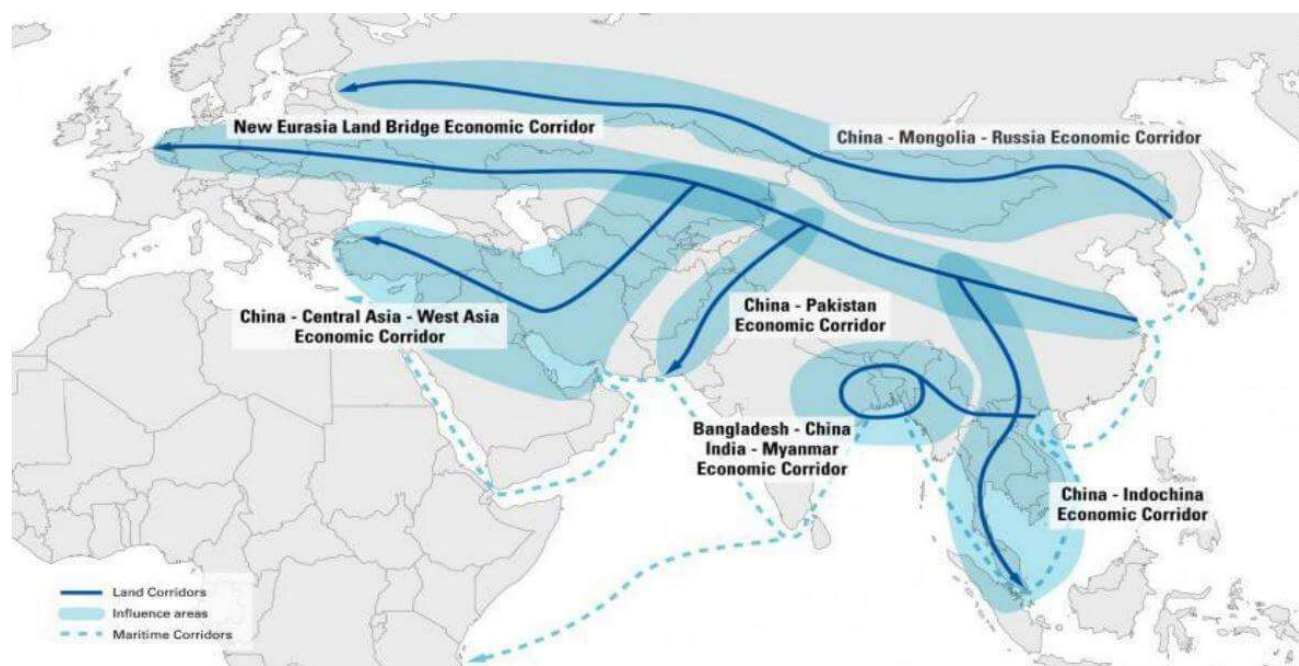 New Eurasia Land Bridge Economic Corridor
China - Mongolia - Russia Economic Corridor
China - Central Asia - West Asia
Economic Corridor
China - Pakistan
Economic Corridor
Bangladesh - China
India - Myanmar
Economic Corridor
China - Indochina
Economic Corridor
Land Corridors
Influence areas
Maritime Corridors